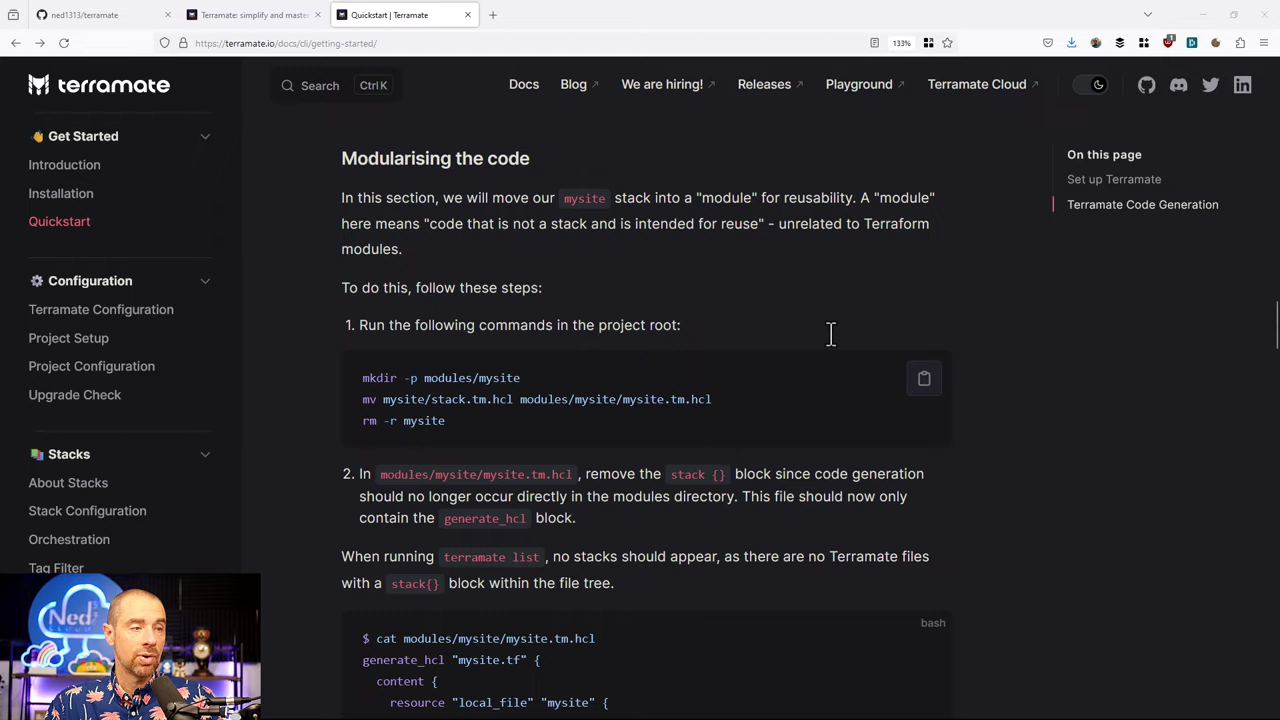 ned1313/terramate
Terramate: simplify and maste
Quickstart | Terramate
https://terramate.io/docs/cli/getting-started/
133%
terramate
Search
Ctrl K
Docs
Blog
We are hiring!
Releases
Playground
Terramate Cloud
👋 Get Started
Introduction
Installation
Quickstart
⚙️ Configuration
Terramate Configuration
Project Setup
Project Configuration
Upgrade Check
📚 Stacks
About Stacks
Stack Configuration
Orchestration
Tag Filter
Modularising the code
In this section, we will move our mysite stack into a "module" for reusability. A "module"
here means "code that is not a stack and is intended for reuse" - unrelated to Terraform
modules.
To do this, follow these steps:
1. Run the following commands in the project root:
mkdir -p modules/mysite
mv mysite/stack.tm.hcl modules/mysite/mysite.tm.hcl
rm -r mysite
2. In modules/mysite/mysite.tm.hcl, remove the stack {} block since code generation
should no longer occur directly in the modules directory. This file should now only
contain the generate_hcl block.
When running terramate list, no stacks should appear, as there are no Terramate files
with a stack{} block within the file tree.
bash
$ cat modules/mysite/mysite.tm.hcl
generate_hcl "mysite.tf" {
content {
resource "local_file" "mysite" {
On this page
Set up Terramate
Terramate Code Generation
Ned